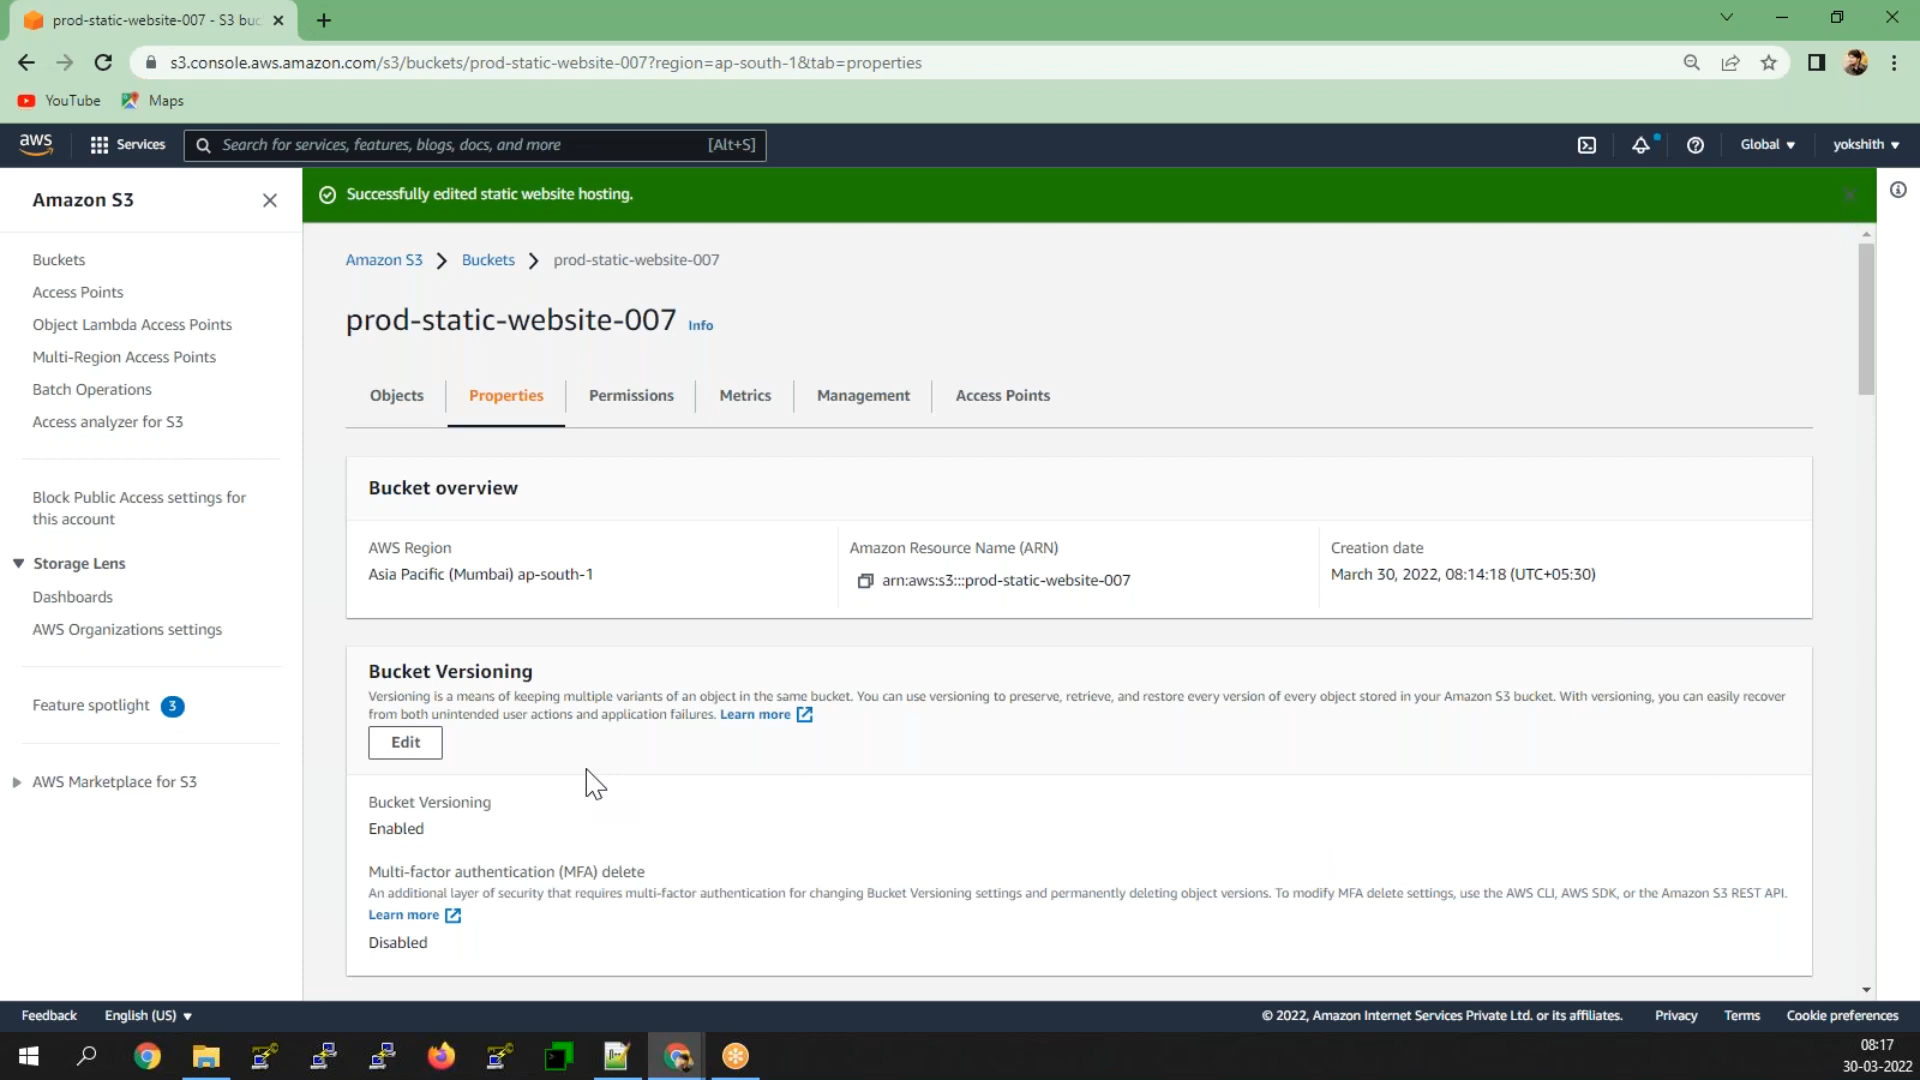 prod-static-website-007 - S3 buc
s3.console.aws.amazon.com/s3/buckets/prod-static-website-007?region=ap-south-1&tab=properties
YouTube
Maps
aws
Services
Search for services, features, blogs, docs, and more
[Alt+S]
Global
yokshith
Amazon S3
Buckets
Access Points
Object Lambda Access Points
Multi-Region Access Points
Batch Operations
Access analyzer for S3
Block Public Access settings for
this account
Storage Lens
Dashboards
AWS Organizations settings
Feature spotlight 3
AWS Marketplace for S3
Successfully edited static website hosting.
Amazon S3 > Buckets > prod-static-website-007
prod-static-website-007 Info
Objects
Properties
Permissions
Metrics
Management
Access Points
Bucket overview
AWS Region
Asia Pacific (Mumbai) ap-south-1
Amazon Resource Name (ARN)
arn:aws:s3:::prod-static-website-007
Creation date
March 30, 2022, 08:14:18 (UTC+05:30)
Bucket Versioning
Versioning is a means of keeping multiple variants of an object in the same bucket. You can use versioning to preserve, retrieve, and restore every version of every object stored in your Amazon S3 bucket. With versioning, you can easily recover
from both unintended user actions and application failures. Learn more
Edit
Bucket Versioning
Enabled
Multi-factor authentication (MFA) delete
An additional layer of security that requires multi-factor authentication for changing Bucket Versioning settings and permanently deleting object versions. To modify MFA delete settings, use the AWS CLI, AWS SDK, or the Amazon S3 REST API.
Learn more
Disabled
Feedback
English (US)
© 2022, Amazon Internet Services Private Ltd. or its affiliates.
Privacy
Terms
Cookie preferences
08:17
30-03-2022